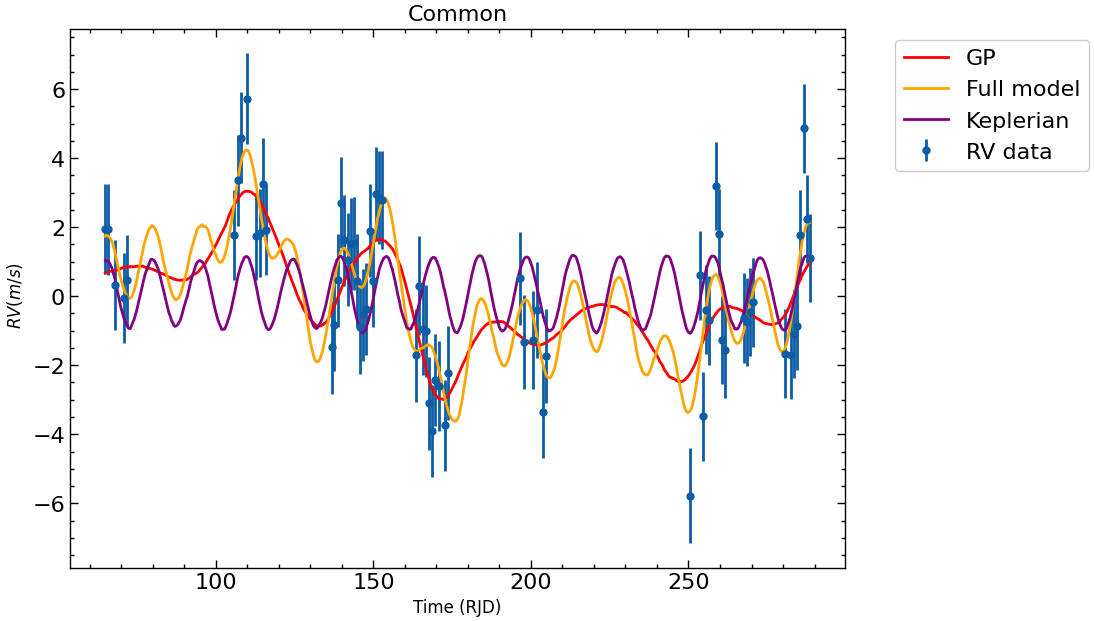 Common
6
4
2
0
−2
−4
−6
RV(m/s)
100
150
200
250
Time (RJD)
GP
Full model
Keplerian
RV data